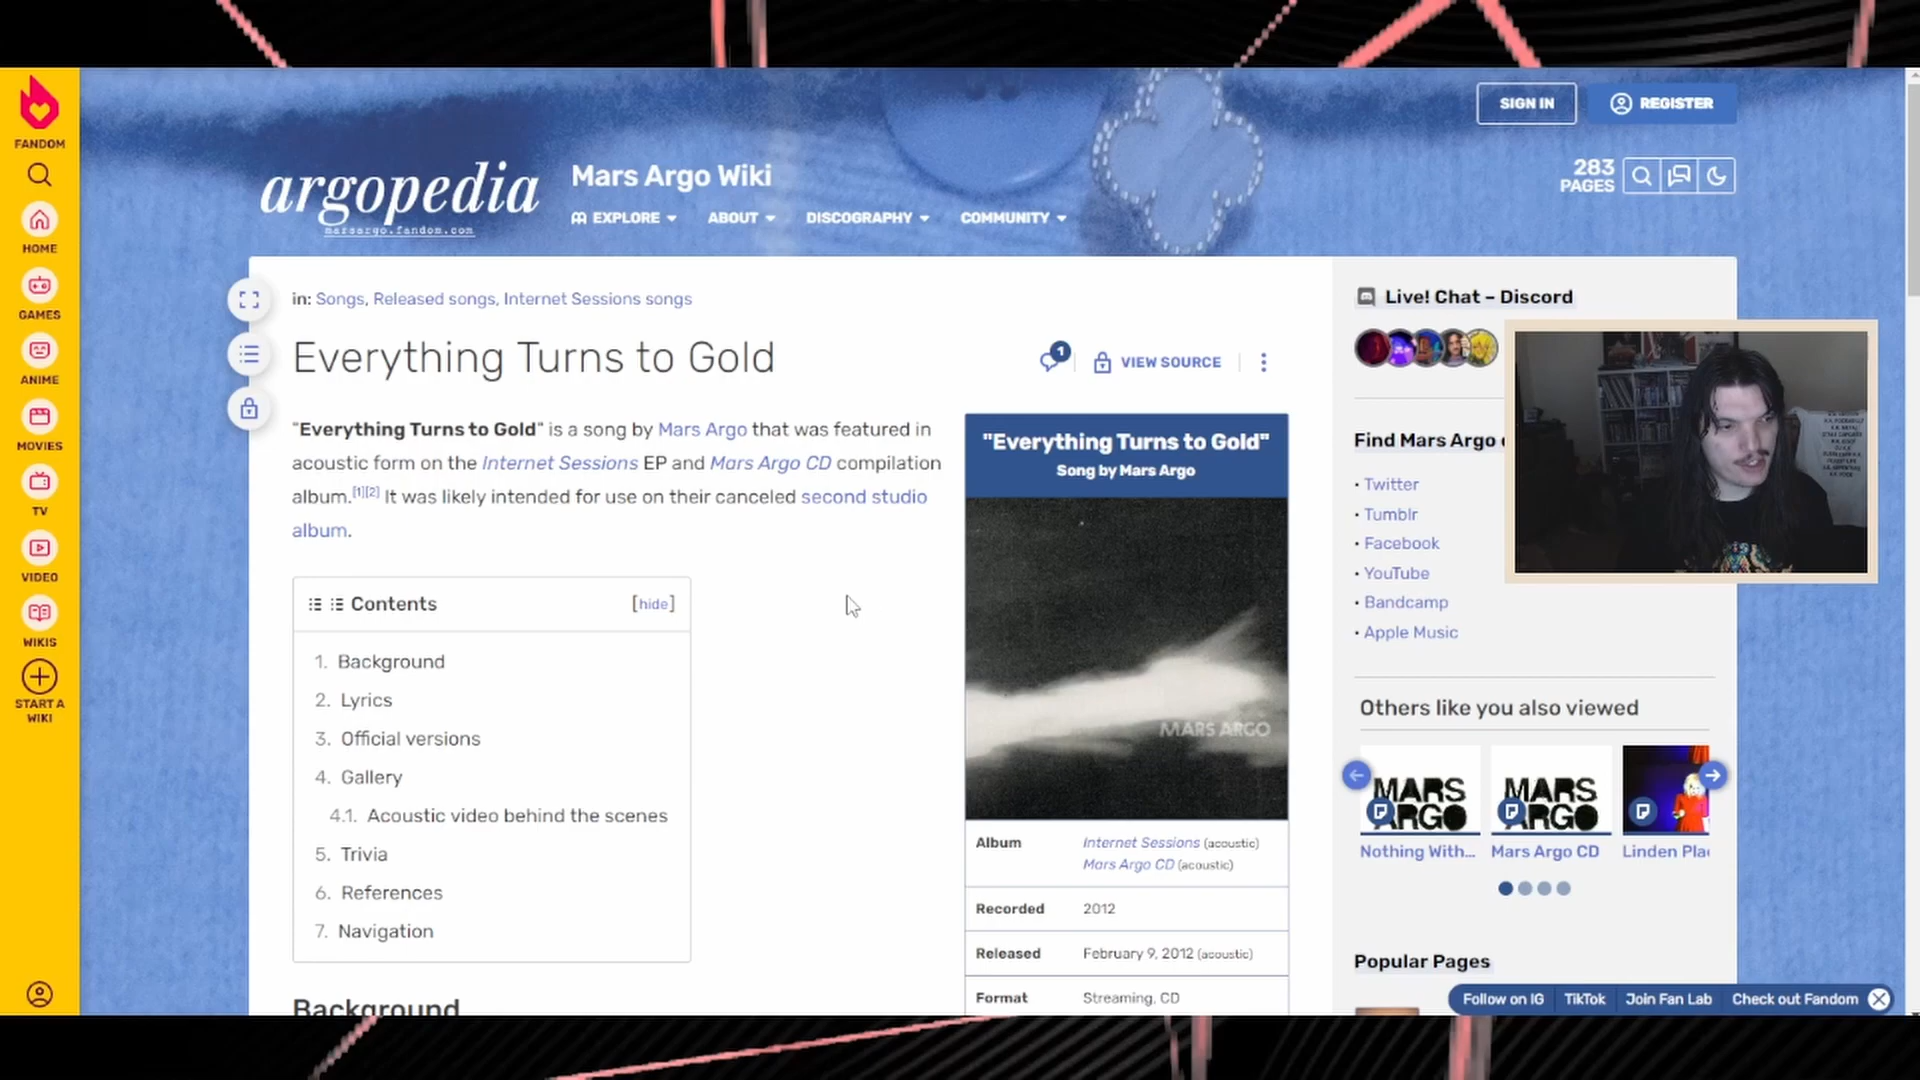 SIGN IN
REGISTER
FANDOM
HOME
GAMES
ANIME
MOVIES
TV
VIDEO
WIKIS
START A
WIKI
argopedia
marsargo.fandom.com
Mars Argo Wiki
EXPLORE
ABOUT
DISCOGRAPHY
COMMUNITY
283
PAGES
in: Songs, Released songs, Internet Sessions songs
Everything Turns to Gold
1
VIEW SOURCE
"Everything Turns to Gold" is a song by Mars Argo that was featured in
acoustic form on the Internet Sessions EP and Mars Argo CD compilation
album.[1][2] It was likely intended for use on their canceled second studio
album.
Contents [hide]
1. Background
2. Lyrics
3. Official versions
4. Gallery
4.1. Acoustic video behind the scenes
5. Trivia
6. References
7. Navigation
Background
"Everything Turns to Gold"
Song by Mars Argo
MARS ARGO
Album Internet Sessions (acoustic)
Mars Argo CD (acoustic)
Recorded 2012
Released February 9, 2012 (acoustic)
Format Streaming, CD
Live! Chat – Discord
Find Mars Argo
• Twitter
• Tumblr
• Facebook
• YouTube
• Bandcamp
• Apple Music
Others like you also viewed
MARS
ARGO
MARS
ARGO
Nothing With...
Mars Argo CD
Linden Pla
Popular Pages
Follow on IG
TikTok
Join Fan Lab
Check out Fandom